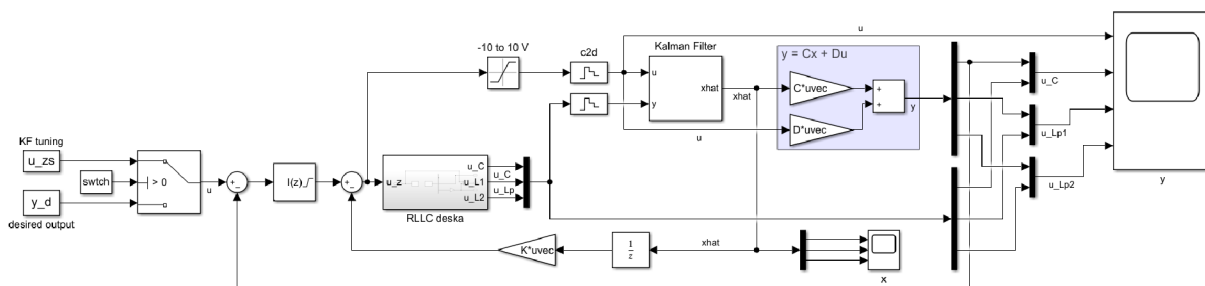 u
-10 to 10 V
c2d
Kalman Filter
y = Cx + Du
u
y
xhat
xhat
C*uvec
D*uvec
+
+
y
u
u_C
u_Lp1
u_Lp2
y
KF tuning
u_zs
swtch
> 0
y_d
desired output
u
+
-
I(z)
+
-
u_z
u_C
u_L1
u_L2
u_C
u_Lp
RLLC deska
K*uvec
1
z
xhat
x